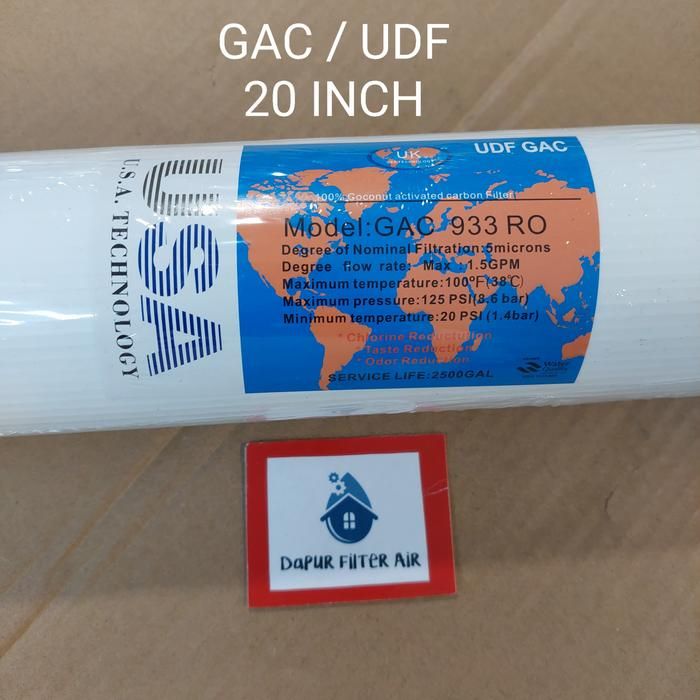 GAC / UDF
20 INCH
USA
U.S.A. TECHNOLOGY
UK
UDF GAC
100% Coconut activated carbon Filter
Model:GAC 933 RO
Degree of Nominal Filtration:5microns
Degree flow rate: Max 1.5GPM
Maximum temperature:100°F(38℃)
Maximum pressure:125 PSI(8.6 bar)
Minimum temperature:20 PSI (1.4bar)
* Chlorine Reductution
* Taste Reduction
* Odor Reduction
SERVICE LIFE:2500GAL
Water
Quality
DAPUR FILTER AIR